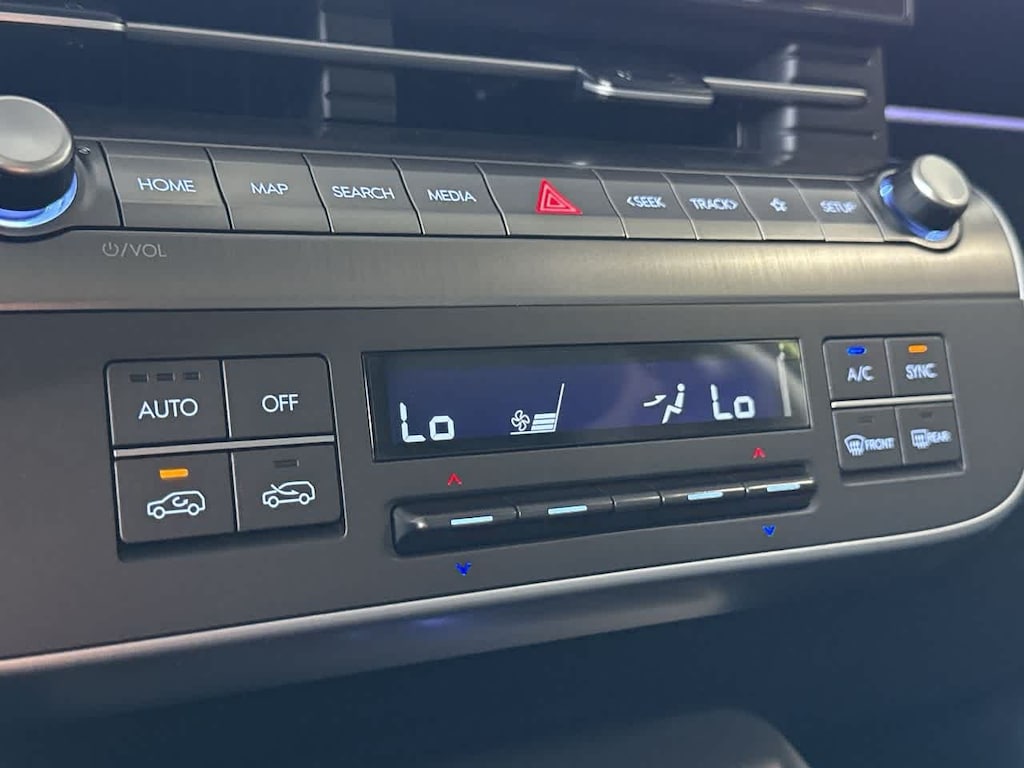 HOME MAP SEARCH MEDIA <SEEK TRACK> SETUP
/VOL
AUTO OFF
Lo Lo
A/C SYNC
FRONT REAR